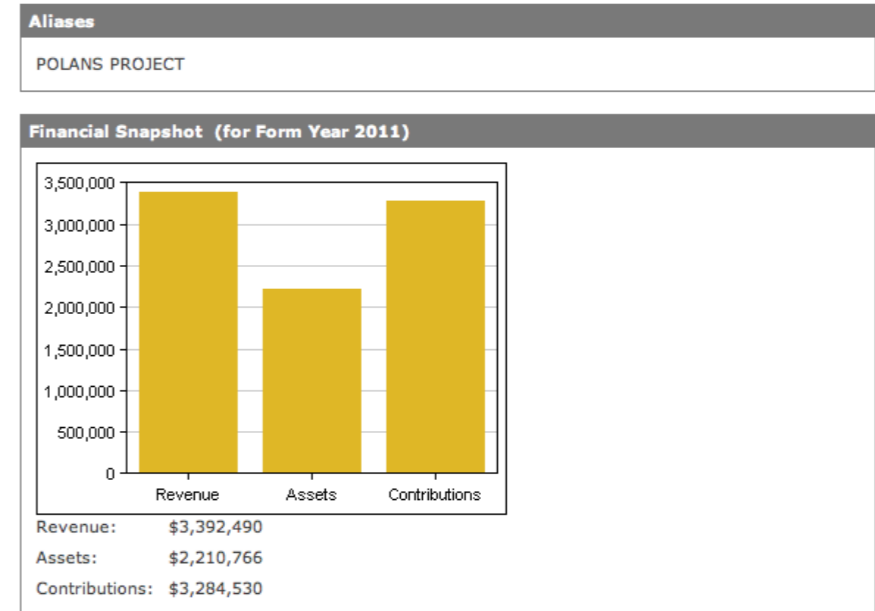 Aliases
POLANS PROJECT
Financial Snapshot (for Form Year 2011)
3,500,000
3,000,000
2,500,000
2,000,000
1,500,000
1,000,000
500,000
0
Revenue Assets Contributions
Revenue: $3,392,490
Assets: $2,210,766
Contributions: $3,284,530